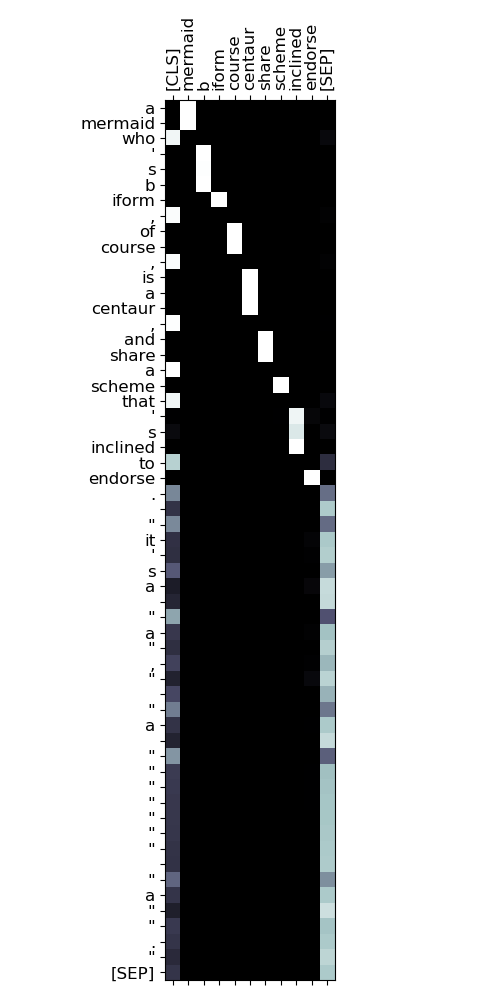 [CLS]
mermaid
b
iform
course
centaur
share
scheme
inclined
endorse
[SEP]
a
mermaid
who
'
s
b
iform
,
of
course
,
is
a
centaur
,
and
share
a
scheme
that
'
s
inclined
to
endorse
.
"
it
'
s
a
"
a
"
,
"
"
a
"
"
"
"
"
"
"
a
"
"
.
"
[SEP]